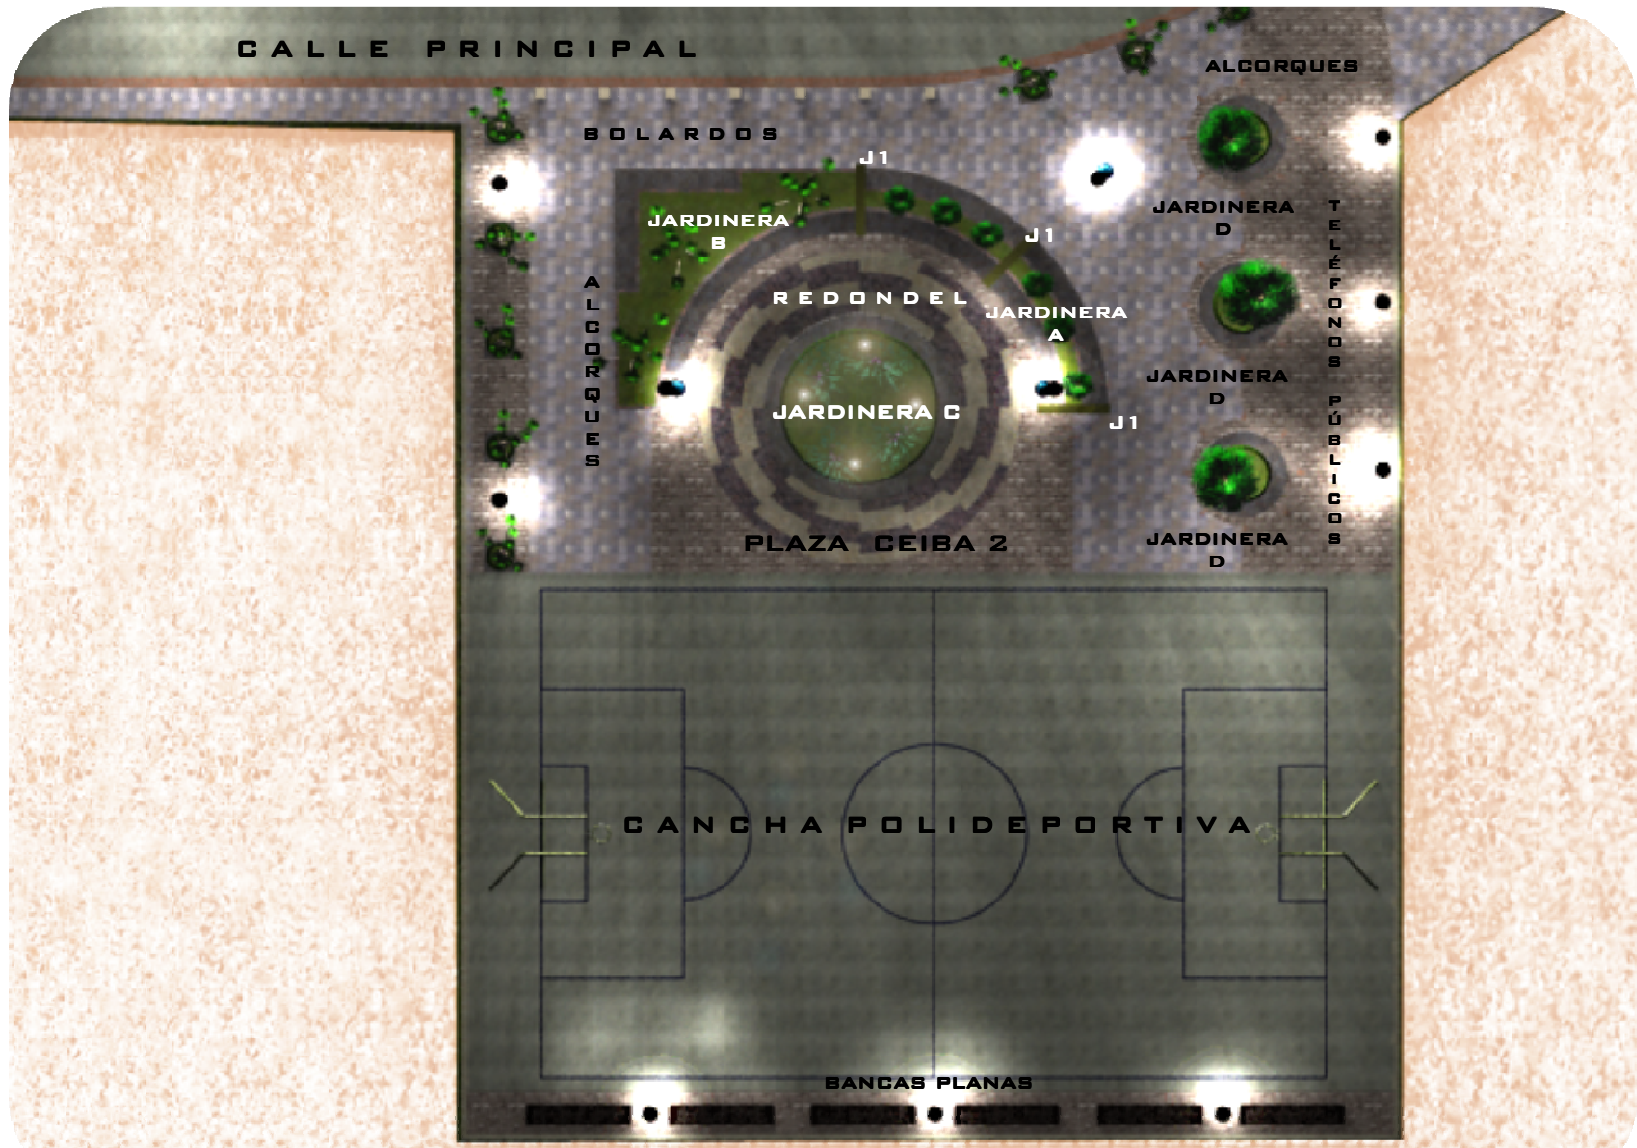 CALLE PRINCIPAL
ALCORQUES
BOLARDOS
J1
JARDINERA
B
JARDINERA
D
J1
TELÉFONOS PÚBLICOS
ALCORQUES
REDONDEL
JARDINERA
A
JARDINERA
D
JARDINERA C
J1
PLAZA CEIBA 2
JARDINERA
D
CANCHA POLIDEPORTIVA
BANCAS PLANAS